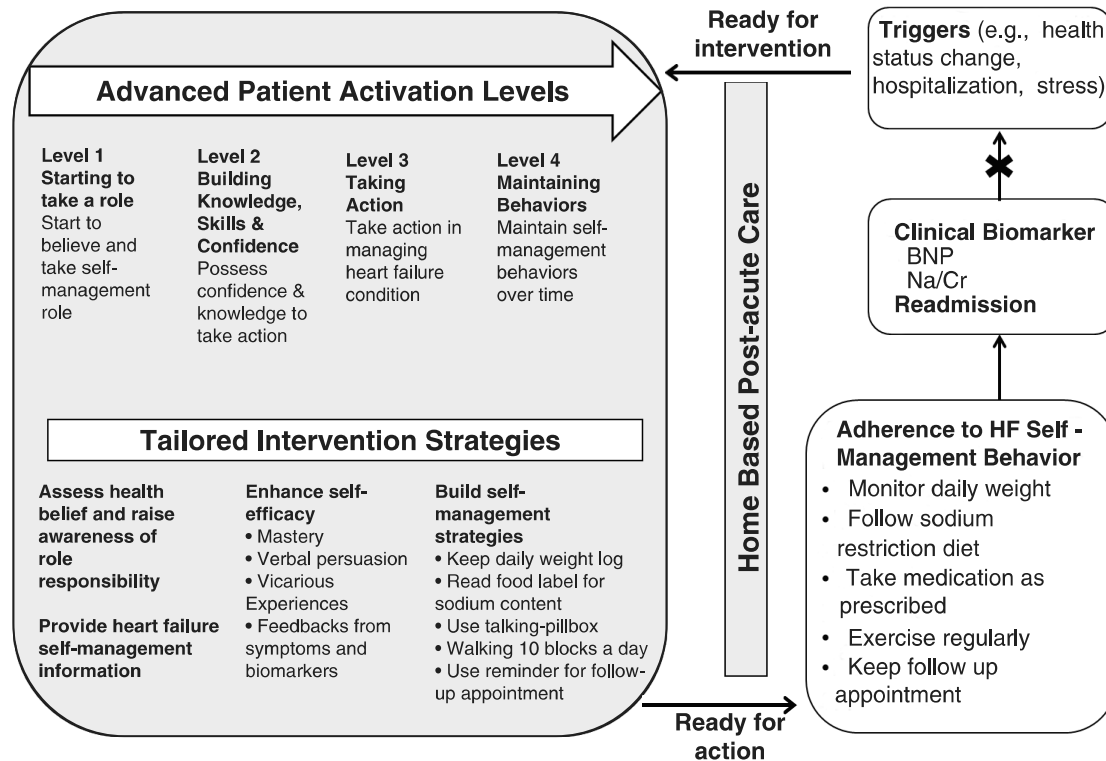 Advanced Patient Activation Levels
Level 1
Starting to
take a role
Start to
believe and
take self-
management
role
Level 2
Building
Knowledge,
Skills &
Confidence
Possess
confidence &
knowledge to
take action
Level 3
Taking
Action
Take action in
managing
heart failure
condition
Level 4
Maintaining
Behaviors
Maintain self-
management
behaviors
over time
Tailored Intervention Strategies
Assess health
belief and raise
awareness of
role
responsibility
Provide heart failure
self-management
information
Enhance self-
efficacy
• Mastery
• Verbal persuasion
• Vicarious
Experiences
• Feedbacks from
symptoms and
biomarkers
Build self-
management
strategies
• Keep daily weight log
• Read food label for
sodium content
• Use talking-pillbox
• Walking 10 blocks a day
• Use reminder for follow-
up appointment
Ready for
intervention
Home Based Post-acute Care
Ready for
action
Triggers (e.g., health
status change,
hospitalization, stress)
Clinical Biomarker
BNP
Na/Cr
Readmission
Adherence to HF Self -
Management Behavior
• Monitor daily weight
• Follow sodium
restriction diet
• Take medication as
prescribed
• Exercise regularly
• Keep follow up
appointment